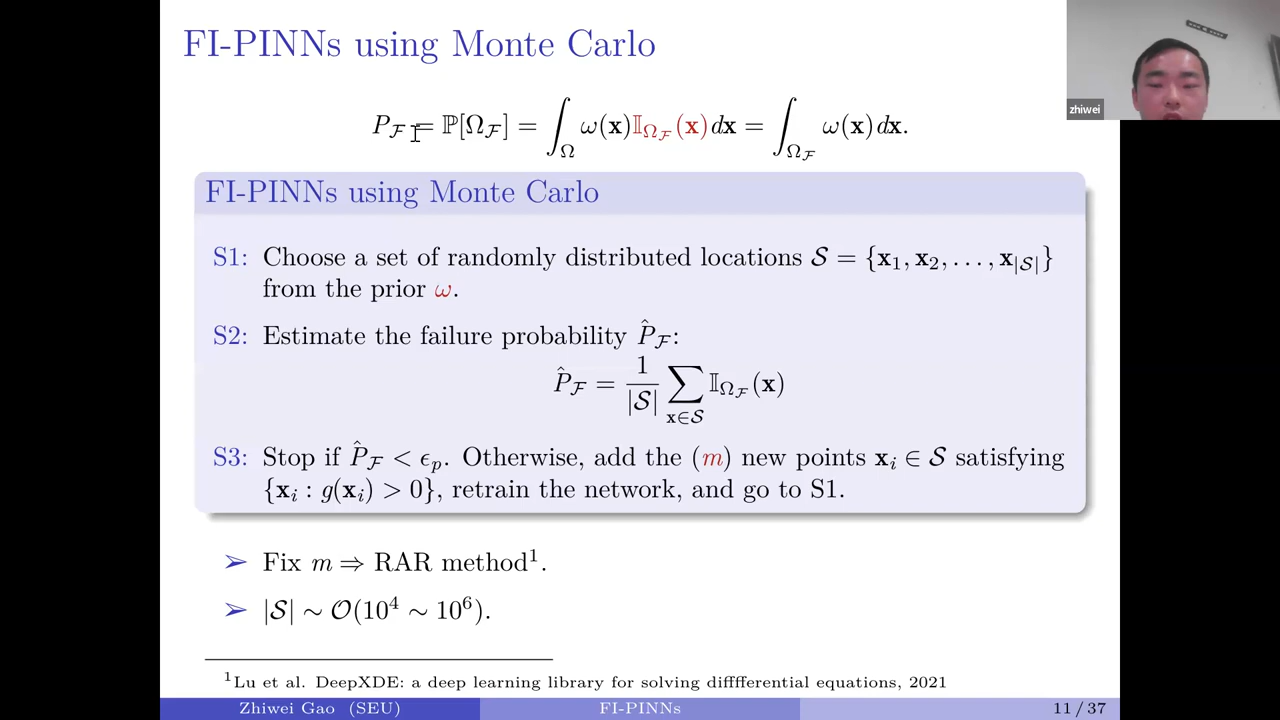 FI-PINNs using Monte Carlo
zhiwei
P_F = ℙ[Ω_F] = ∫_Ω ω(x)𝕀_{Ω_F}(x)dx = ∫_{Ω_F} ω(x)dx.
FI-PINNs using Monte Carlo
S1: Choose a set of randomly distributed locations S = {x_1, x_2, . . . , x_{|S|}}
from the prior ω.
S2: Estimate the failure probability P̂_F:
P̂_F = 1/|S| ∑_{x∈S} 𝕀_{Ω_F}(x)
S3: Stop if P̂_F < ϵ_p. Otherwise, add the (m) new points x_i ∈ S satisfying
{x_i : g(x_i) > 0}, retrain the network, and go to S1.
➢ Fix m ⇒ RAR method¹.
➢ |S| ∼ O(10⁴ ∼ 10⁶).
¹Lu et al. DeepXDE: a deep learning library for solving diffffferential equations, 2021
Zhiwei Gao (SEU) FI-PINNs 11 / 37